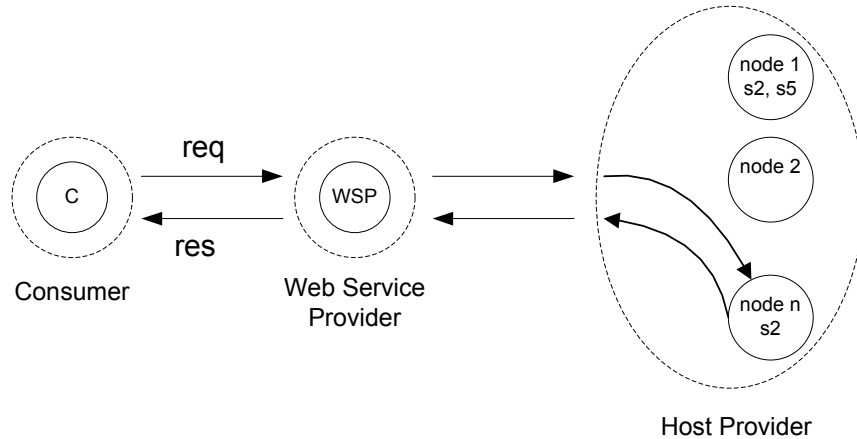 req
C
res
Consumer
WSP
Web Service
Provider
node 1
s2, s5
node 2
node n
s2
Host Provider